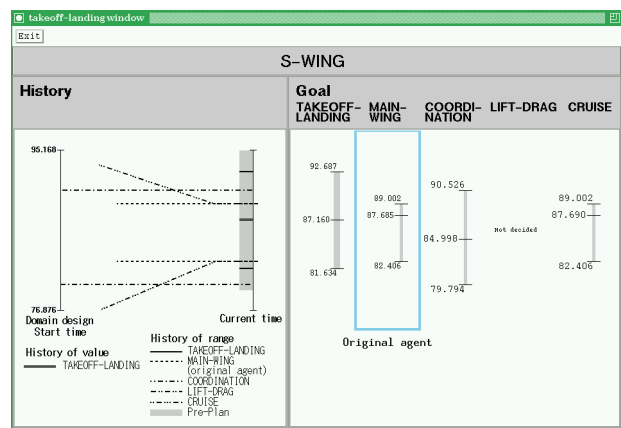 takeoff-landing window
Exit
S-WING
History
Goal
TAKEOFF-LANDING MAIN-WING COORDI-NATION LIFT-DRAG CRUISE
95.168
76.876
Domain design
Start time
Current time
History of value
TAKEOFF-LANDING
History of range
TAKEOFF-LANDING
MAIN-WING
(original agent)
COORDINATION
LIFT-DRAG
CRUISE
Pre-Plan
92.687
87.160
81.634
89.002
87.685
82.406
90.526
84.998
79.794
Not decided
89.002
87.690
82.406
Original agent